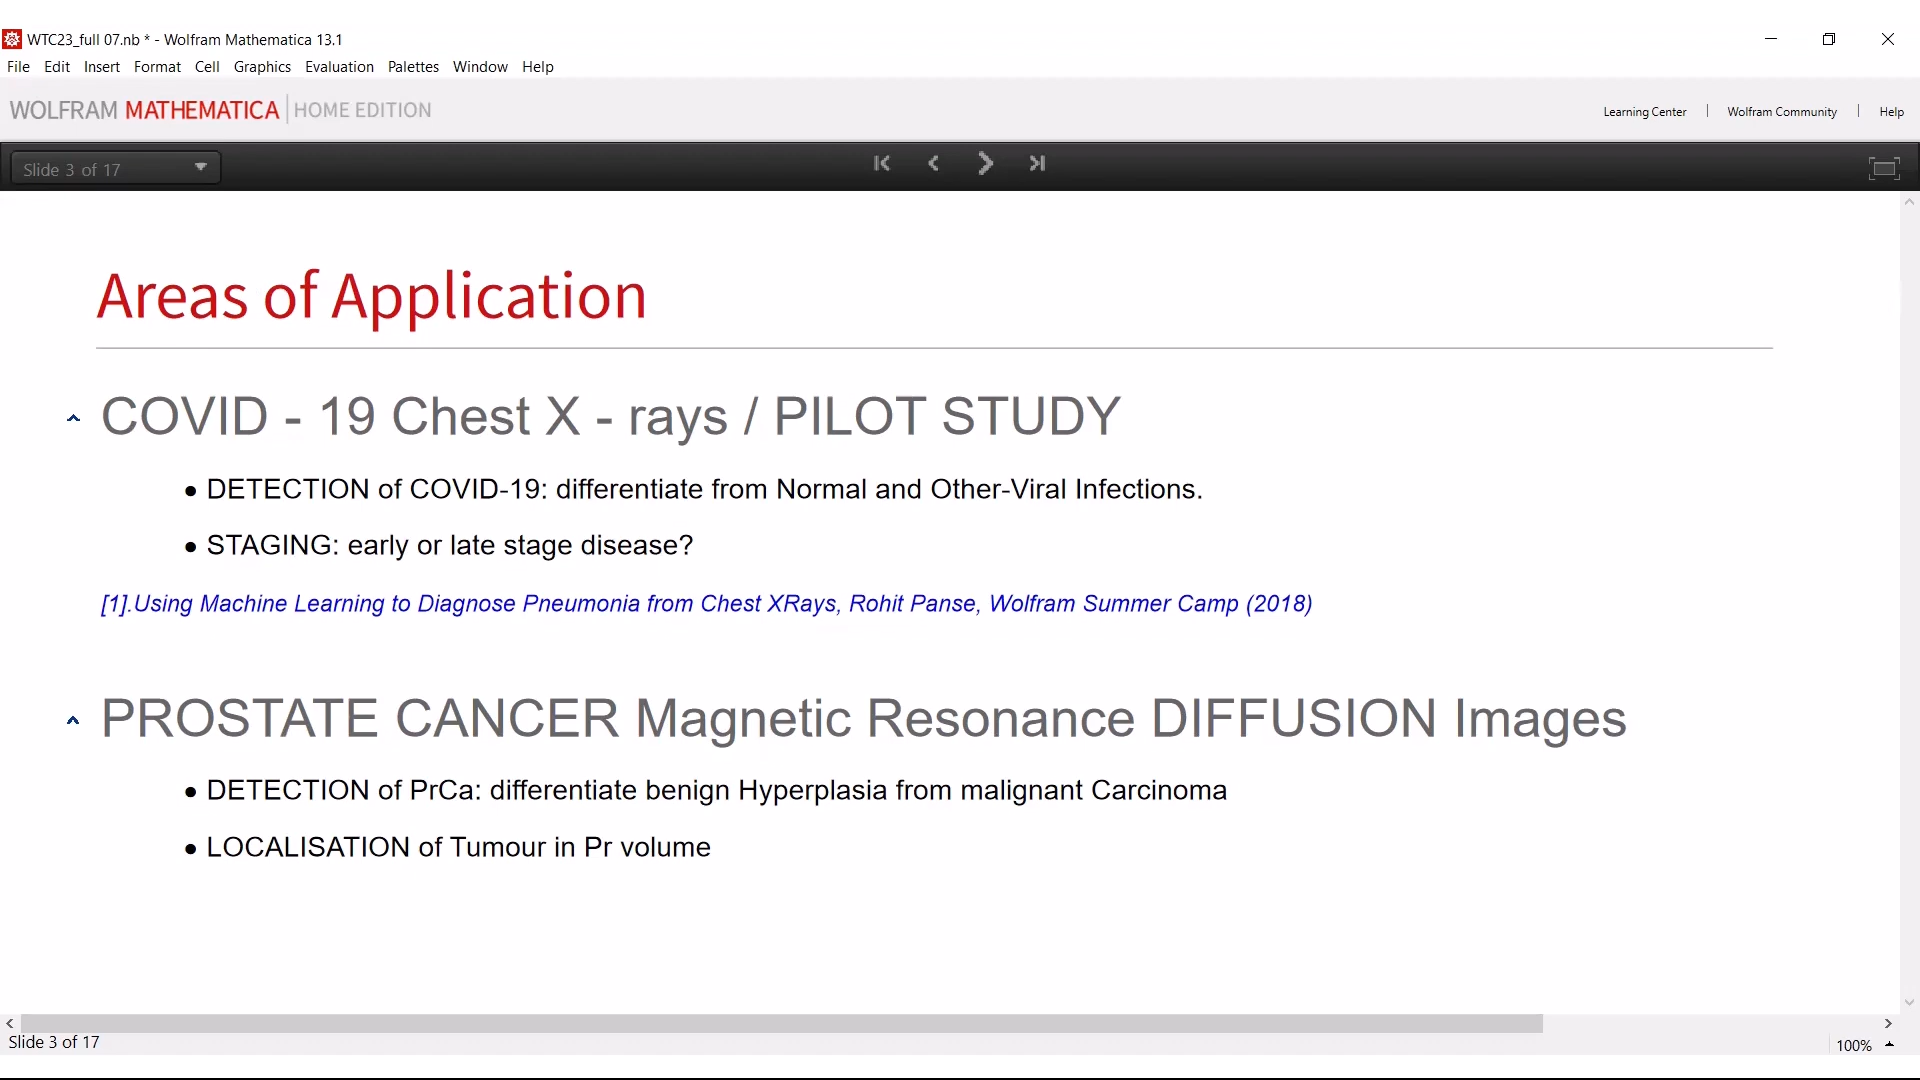 WTC23_full 07.nb * - Wolfram Mathematica 13.1
File Edit Insert Format Cell Graphics Evaluation Palettes Window Help
WOLFRAM MATHEMATICA HOME EDITION
Learning Center | Wolfram Community | Help
Slide 3 of 17
Areas of Application
COVID - 19 Chest X - rays / PILOT STUDY
● DETECTION of COVID-19: differentiate from Normal and Other-Viral Infections.
● STAGING: early or late stage disease?
[1].Using Machine Learning to Diagnose Pneumonia from Chest XRays, Rohit Panse, Wolfram Summer Camp (2018)
PROSTATE CANCER Magnetic Resonance DIFFUSION Images
● DETECTION of PrCa: differentiate benign Hyperplasia from malignant Carcinoma
● LOCALISATION of Tumour in Pr volume
Slide 3 of 17
100%